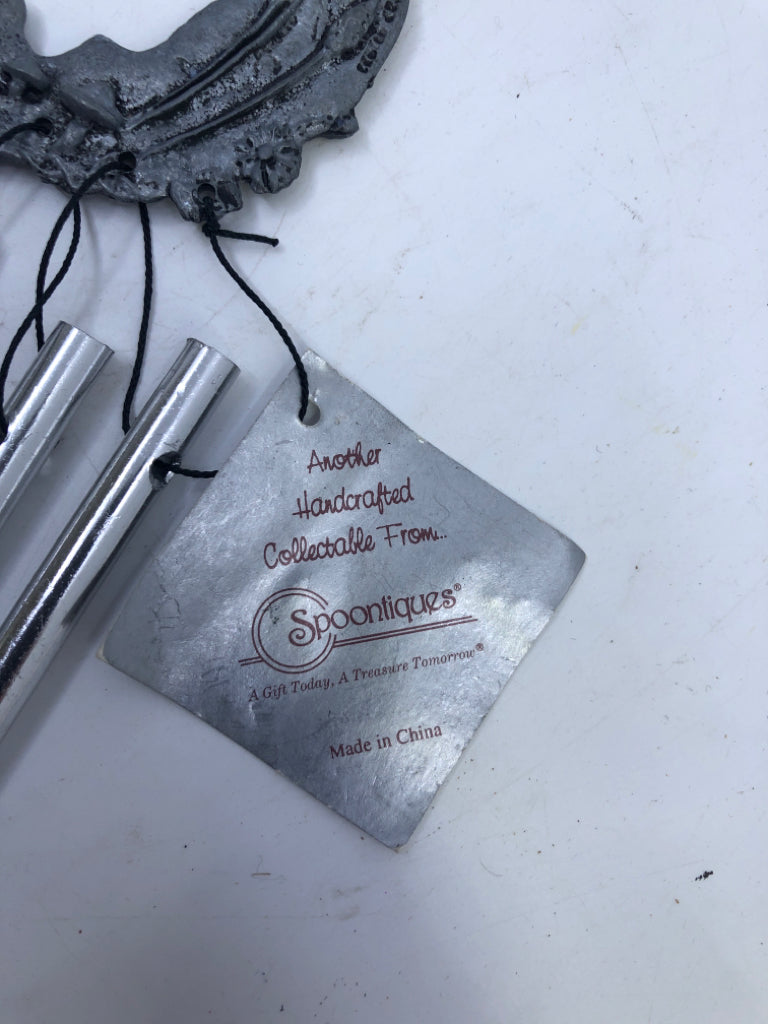 Another
Handcrafted
Collectable From...
Spoontiques®
A Gift Today, A Treasure Tomorrow®
Made in China